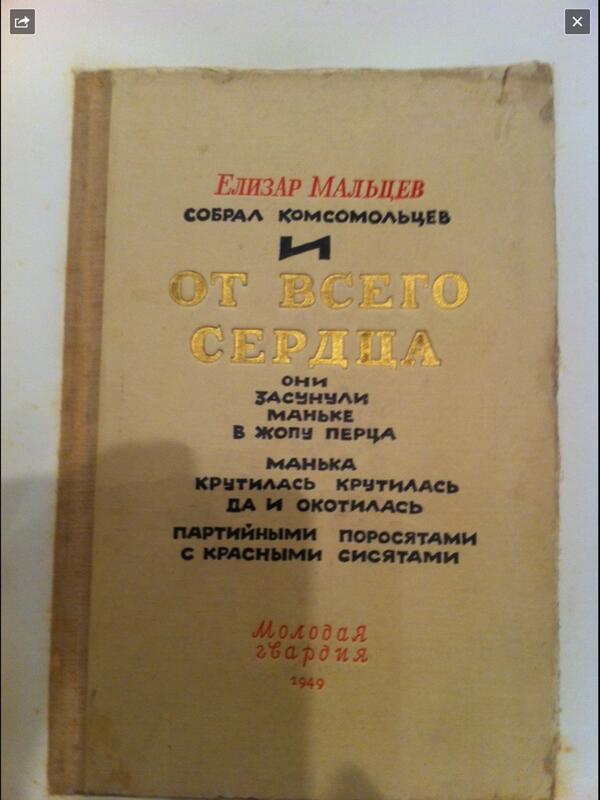 ЕЛИЗАР МАЛЬЦЕВ
СОБРАЛ КОМСОМОЛЬЦЕВ
И
ОТ ВСЕГО
СЕРДЦА
ОНИ
ЗАСУНУЛИ
МАНЬКЕ
В ЖОПУ ПЕРЦА
МАНЬКА
КРУТИЛАСЬ КРУТИЛАСЬ
ДА И ОКОТИЛАСЬ
ПАРТИЙНЫМИ ПОРОСЯТАМИ
С КРАСНЫМИ СИСЯТАМИ
Молодая
гвардия
1949